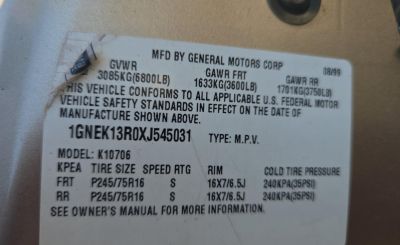 MFD BY GENERAL MOTORS CORP
08/99
GVWR GAWR FRT GAWR RR
3085KG(6800LB) 1633KG(3600LB) 1701KG(3750LB)
THIS VEHICLE CONFORMS TO ALL APPLICABLE U.S. FEDERAL MOTOR
VEHICLE SAFETY STANDARDS IN EFFECT ON THE DATE OF
MANUFACTURE SHOWN ABOVE.
1GNEK13R0XJ545031 TYPE: M.P.V.
MODEL: K10706
KPEA TIRE SIZE SPEED RTG RIM COLD TIRE PRESSURE
FRT P245/75R16 S 16X7/6.5J 240KPA(35PSI)
RR P245/75R16 S 16X7/6.5J 240KPA(35PSI)
SEE OWNER'S MANUAL FOR MORE INFORMATION.